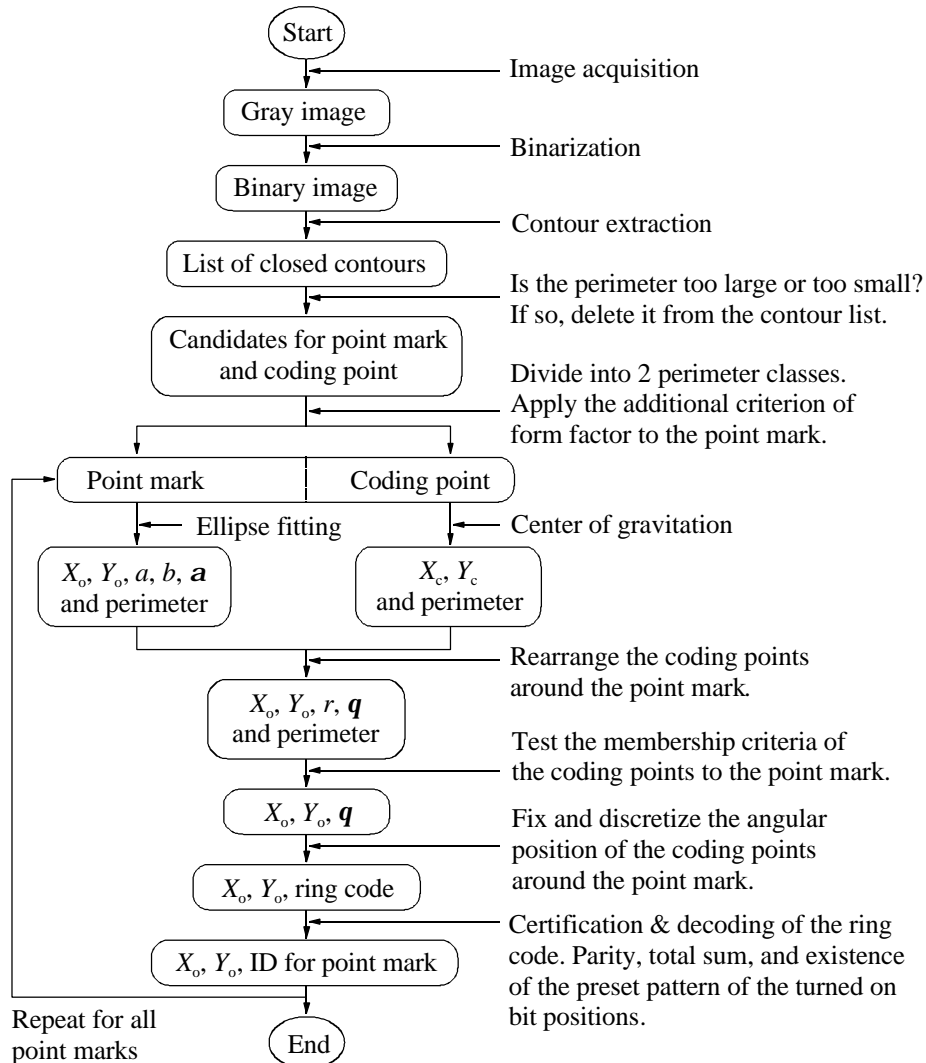 Start
Image acquisition
Gray image
Binarization
Binary image
Contour extraction
List of closed contours
Is the perimeter too large or too small?
If so, delete it from the contour list.
Candidates for point mark
and coding point
Divide into 2 perimeter classes.
Apply the additional criterion of
form factor to the point mark.
Point mark
Coding point
Ellipse fitting
Center of gravitation
Xo, Yo, a, b, a
and perimeter
Xc, Yc
and perimeter
Rearrange the coding points
around the point mark.
Xo, Yo, r, q
and perimeter
Test the membership criteria of
the coding points to the point mark.
Xo, Yo, q
Fix and discretize the angular
position of the coding points
around the point mark.
Xo, Yo, ring code
Certification & decoding of the ring
code. Parity, total sum, and existence
of the preset pattern of the turned on
bit positions.
Xo, Yo, ID for point mark
Repeat for all
point marks
End